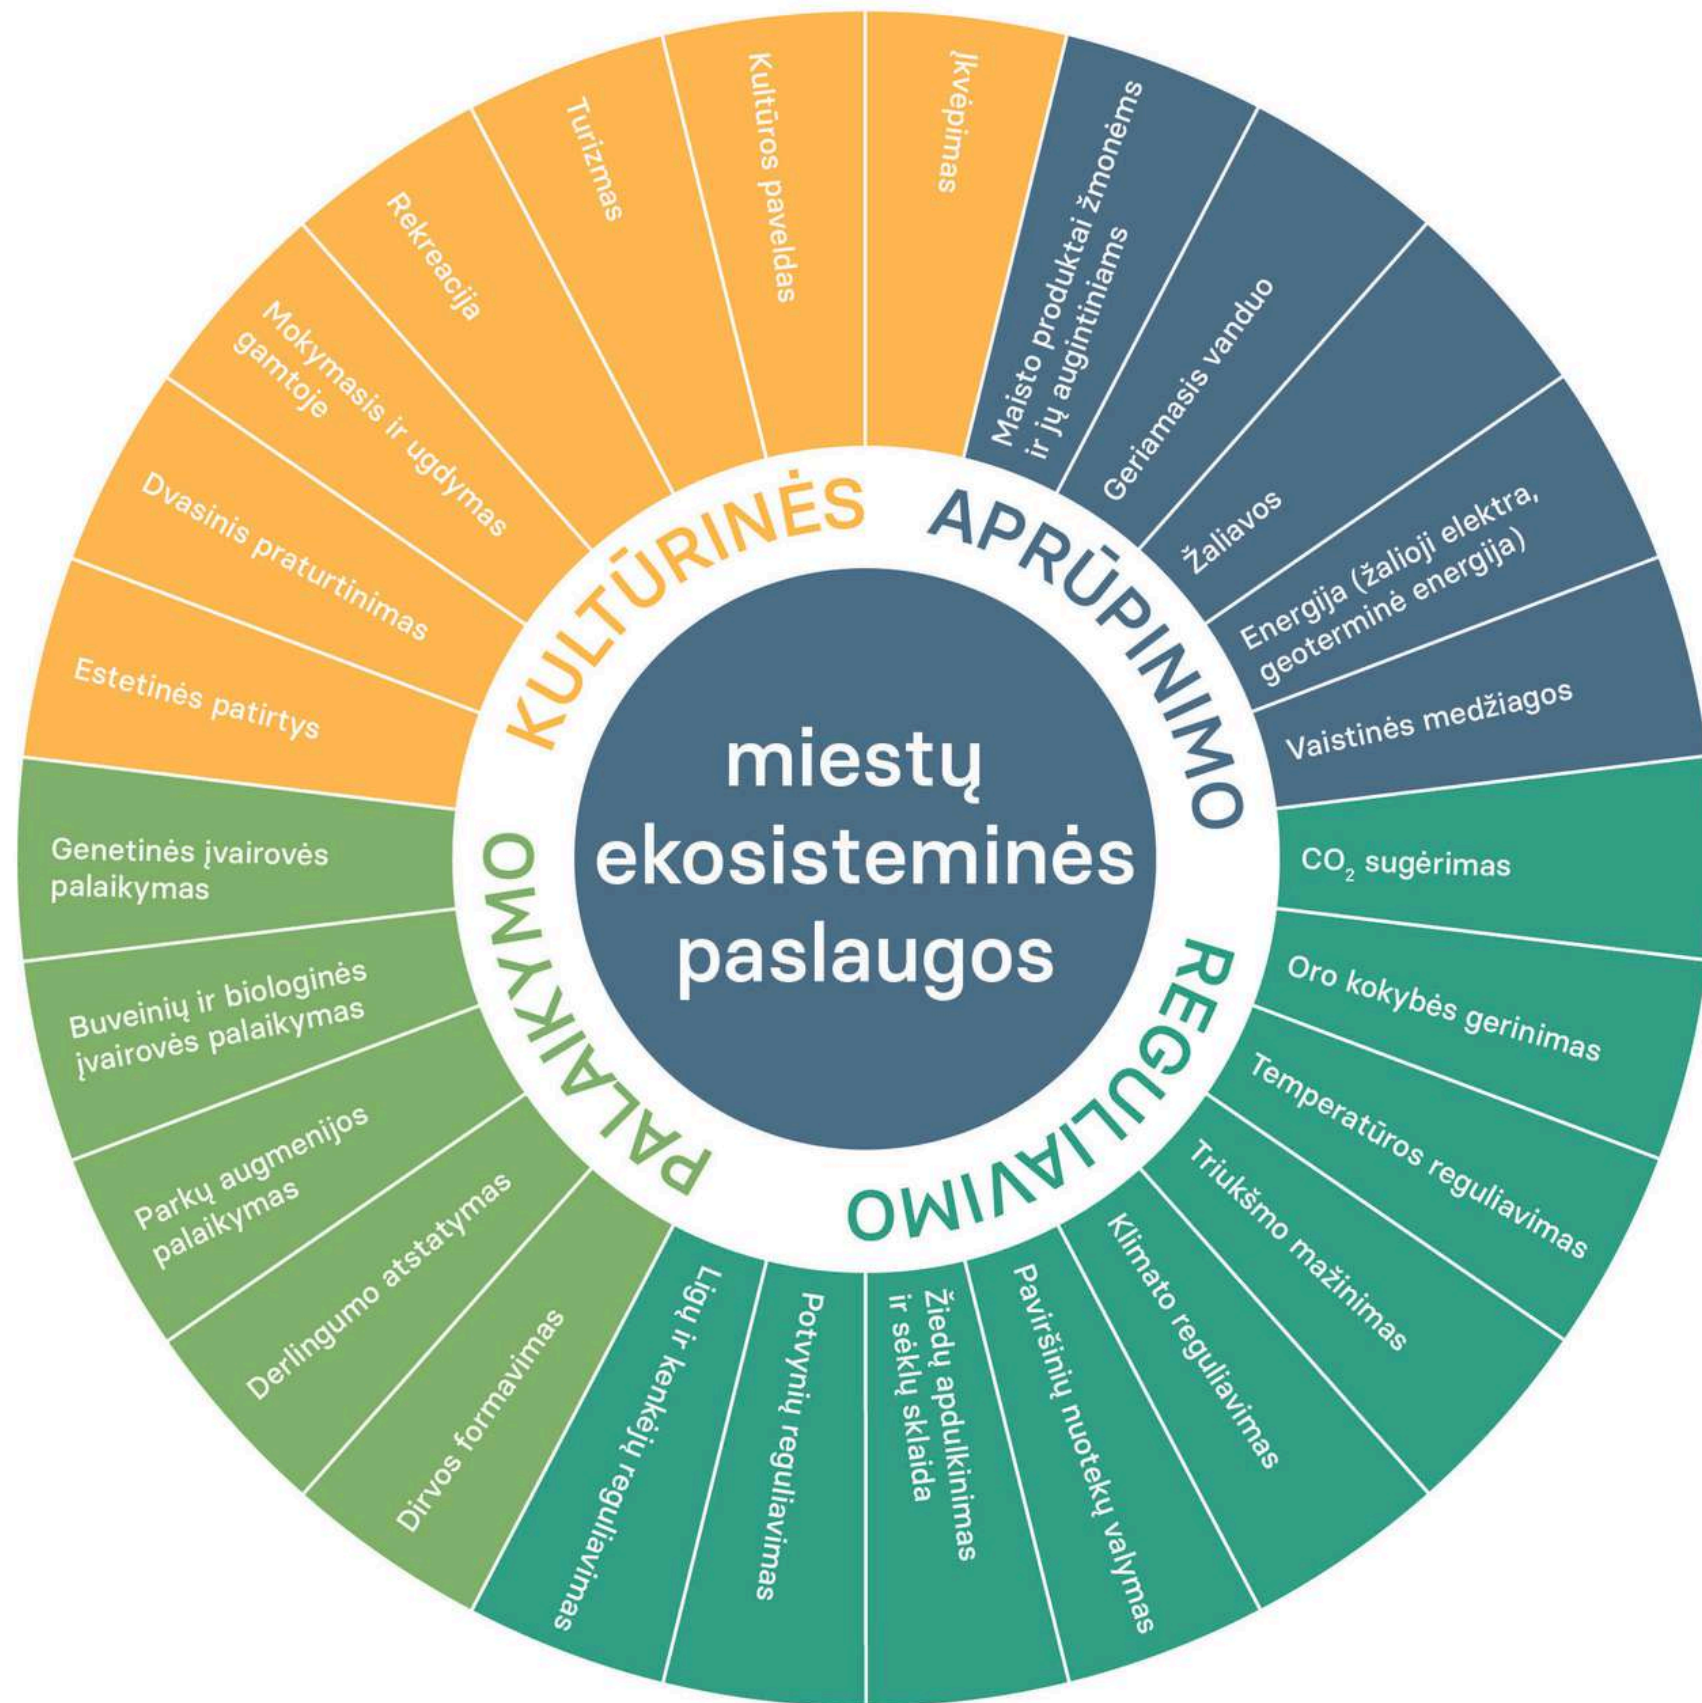 miestų
ekosisteminės
paslaugos
APRŪPINIMO
Maisto produktai žmonėms
ir jų augintiniams
Geriamasis vanduo
Žaliavos
Energija (žalioji elektra,
geoterminė energija)
Vaistinės medžiagos
REGULIAVIMO
CO₂ sugėrimas
Oro kokybės gerinimas
Temperatūros reguliavimas
Triukšmo mažinimas
Klimato reguliavimas
Paviršinių nuotekų valymas
Žiedų apdulkinimas
ir sėklų sklaida
Potvynių reguliavimas
Ligų ir kenkėjų reguliavimas
PALAIKYMO
Dirvos formavimas
Derlingumo atstatymas
Parkų augmenijos
palaikymas
Buveinių ir biologinės
įvairovės palaikymas
Genetinės įvairovės
palaikymas
KULTŪRINĖS
Estetinės patirtys
Dvasinis praturtinimas
Mokymasis ir ugdymas
gamtoje
Rekreacija
Turizmas
Kultūros paveldas
Įkvėpimas